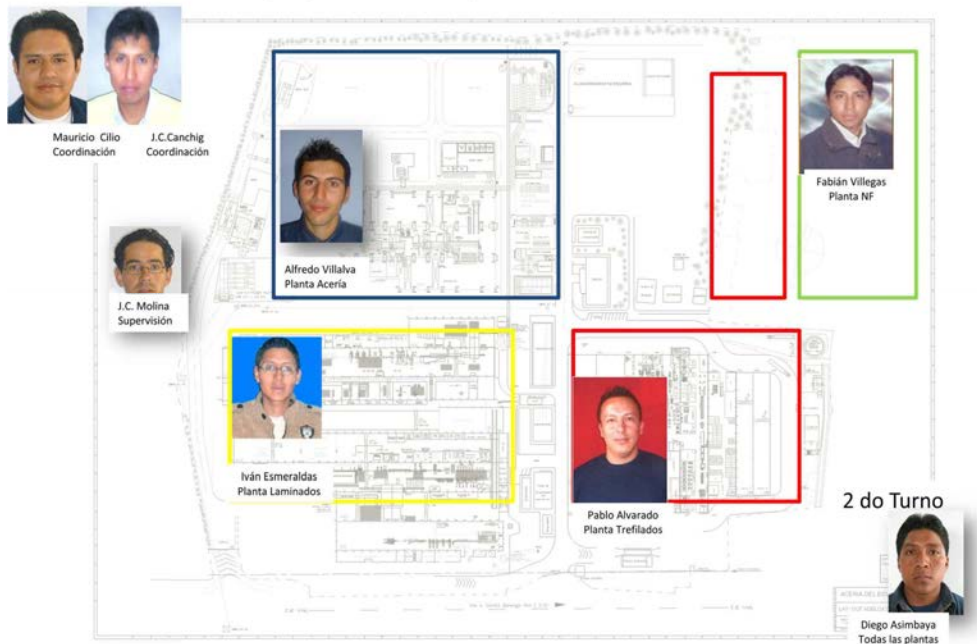 Mauricio Cilio
Coordinación
J.C.Canchig
Coordinación
Fabián Villegas
Planta NF
Alfredo Villalva
Planta Acería
J.C. Molina
Supervisión
Iván Esmeraldas
Planta Laminados
Pablo Alvarado
Planta Trefilados
2 do Turno
Diego Asimbaya
Todas las plantas